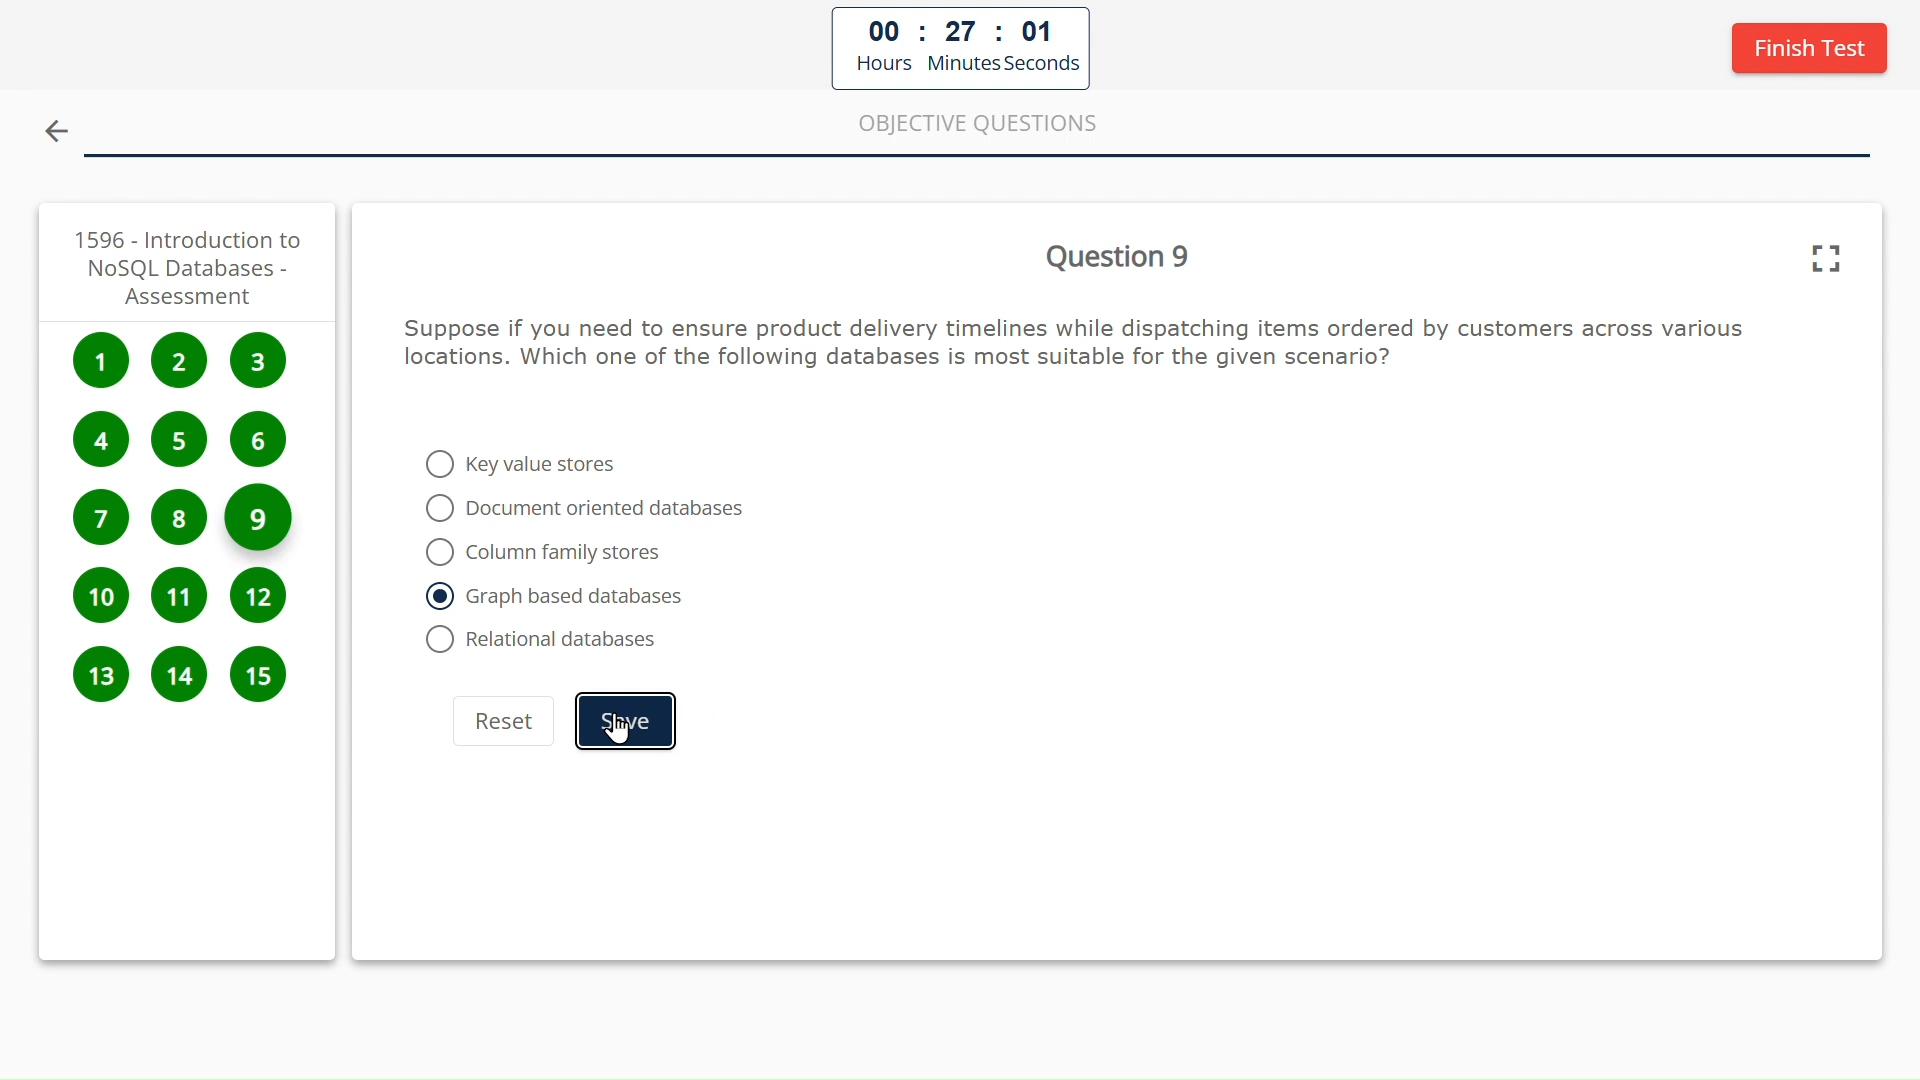 00 : 27 : 01
Hours Minutes Seconds
Finish Test
OBJECTIVE QUESTIONS
1596 - Introduction to
NoSQL Databases -
Assessment
1 2 3
4 5 6
7 8 9
10 11 12
13 14 15
Question 9
Suppose if you need to ensure product delivery timelines while dispatching items ordered by customers across various
locations. Which one of the following databases is most suitable for the given scenario?
Key value stores
Document oriented databases
Column family stores
Graph based databases
Relational databases
Reset Save